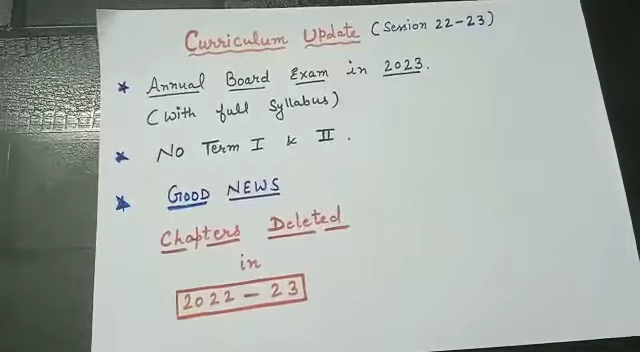 Curriculum Update (Session 22-23)
* Annual Board Exam in 2023.
(With full Syllabus)
* No Term I & II.
* GOOD NEWS
Chapters Deleted
in
2022 - 23